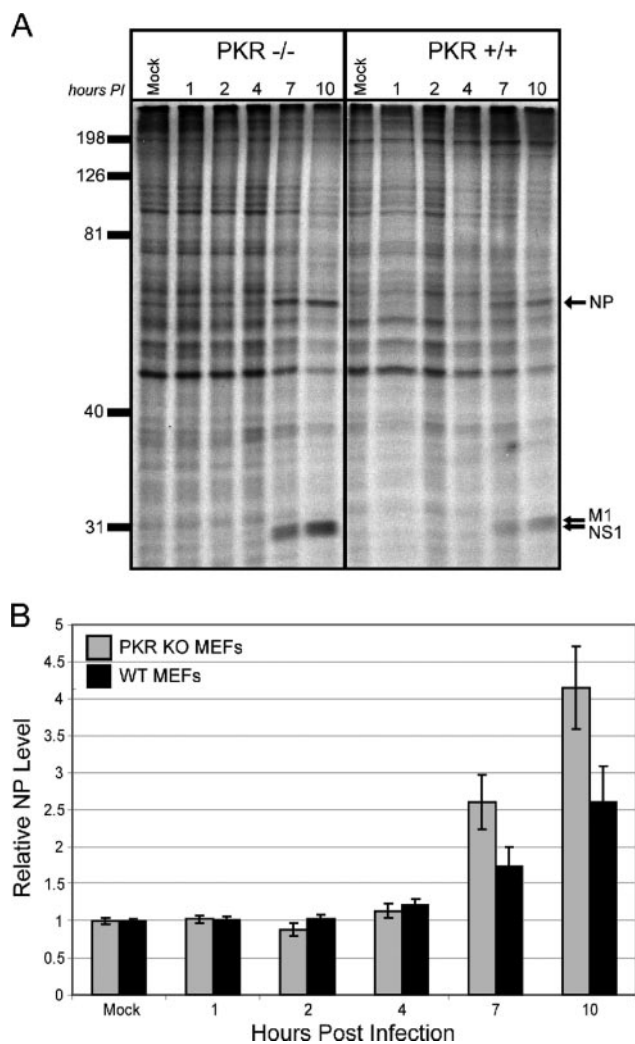 A
PKR -/- PKR +/+
hours PI Mock 1 2 4 7 10 Mock 1 2 4 7 10
198
126
81
NP
40
M1
31
NS1
B
5
PKR KO MEFs
4.5
WT MEFs
4
3.5
3
2.5
2
1.5
1
0.5
0
Relative NP Level
Mock 1 2 4 7 10
Hours Post Infection